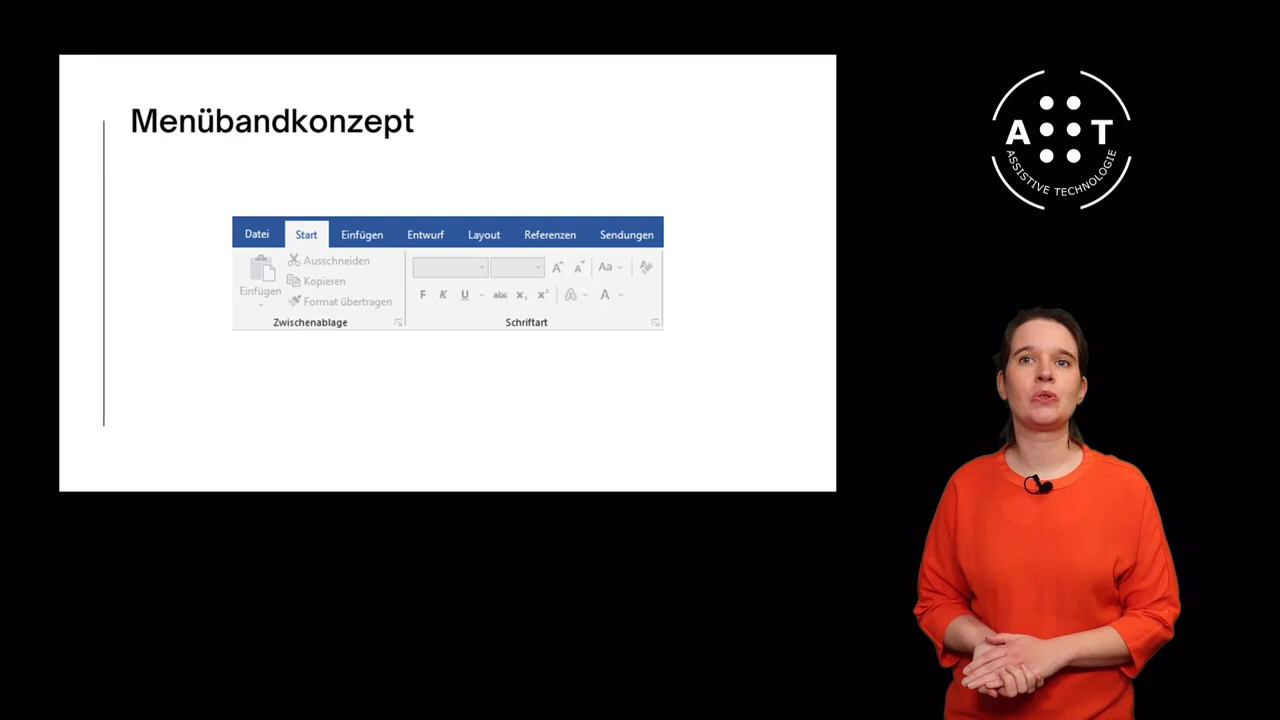 Menübandkonzept
Datei Start Einfügen Entwurf Layout Referenzen Sendungen
Einfügen
Ausschneiden
Kopieren
Format übertragen
Zwischenablage
A A Aa
F K U abc x₂ x² A A
Schriftart
A T
ASSISTIVE TECHNOLOGIE